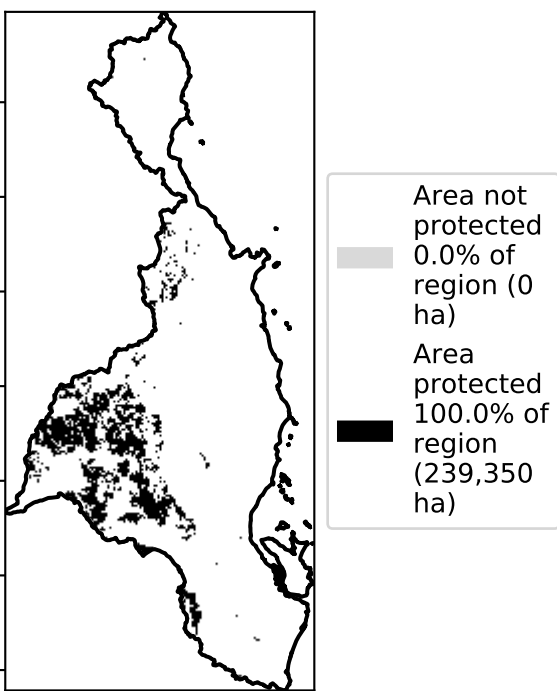 Area not
protected
0.0% of
region (0
ha)
Area
protected
100.0% of
region
(239,350
ha)